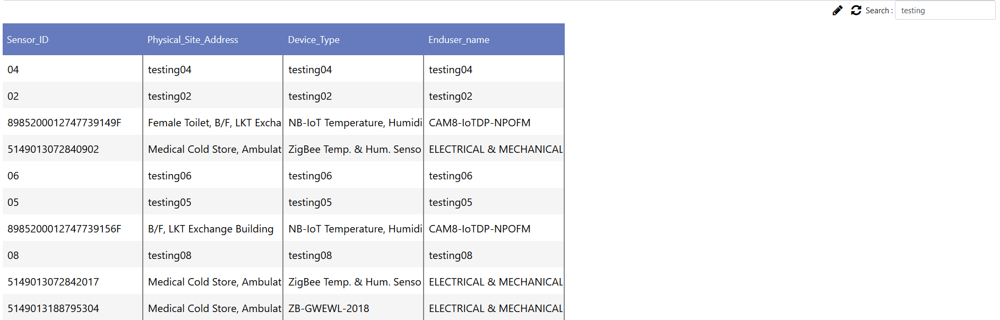 Search : testing
Sensor_ID Physical_Site_Address Device_Type Enduser_name
04 testing04 testing04 testing04
02 testing02 testing02 testing02
8985200012747739149F Female Toilet, B/F, LKT Excha NB-IoT Temperature, Humidi CAM8-IoTDP-NPOFM
5149013072840902 Medical Cold Store, Ambulat ZigBee Temp. & Hum. Senso ELECTRICAL & MECHANICAL
06 testing06 testing06 testing06
05 testing05 testing05 testing05
8985200012747739156F B/F, LKT Exchange Building NB-IoT Temperature, Humidi CAM8-IoTDP-NPOFM
08 testing08 testing08 testing08
5149013072842017 Medical Cold Store, Ambulat ZigBee Temp. & Hum. Senso ELECTRICAL & MECHANICAL
5149013188795304 Medical Cold Store, Ambulat ZB-GWEWL-2018 ELECTRICAL & MECHANICAL